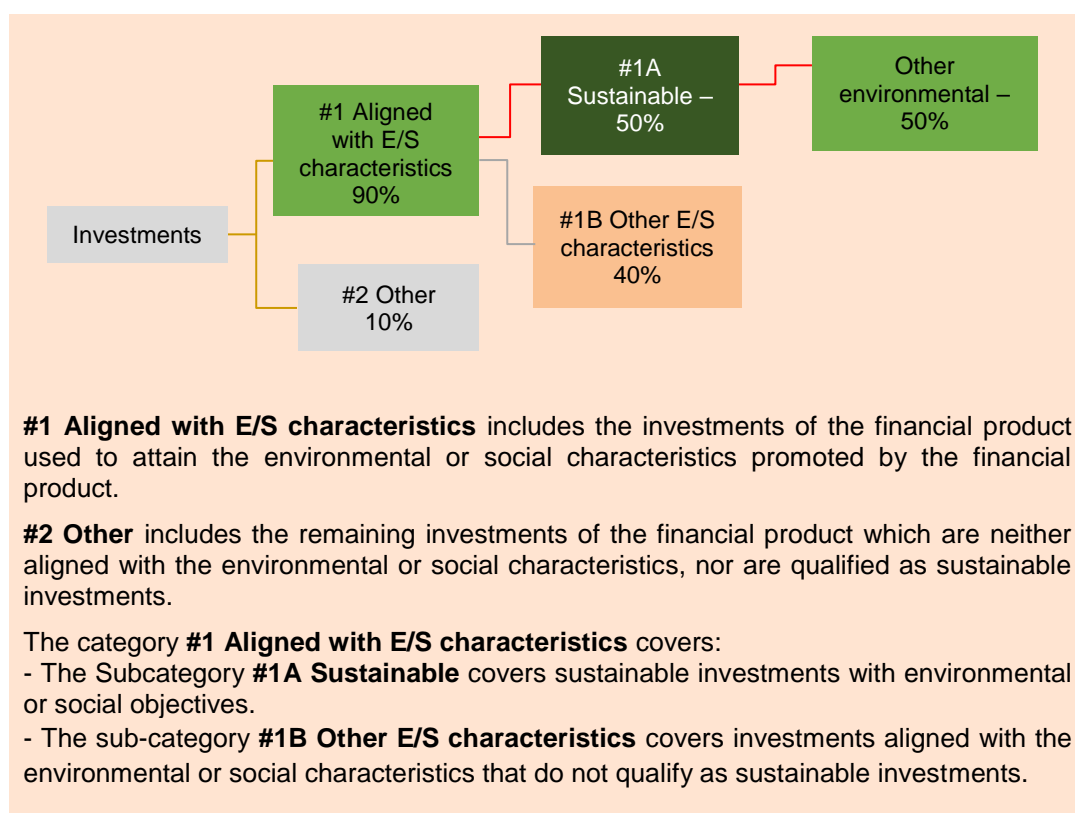 #1A
Sustainable –
50%
Other
environmental –
50%
#1 Aligned
with E/S
characteristics
90%
#1B Other E/S
characteristics
40%
Investments
#2 Other
10%
#1 Aligned with E/S characteristics includes the investments of the financial product
used to attain the environmental or social characteristics promoted by the financial
product.
#2 Other includes the remaining investments of the financial product which are neither
aligned with the environmental or social characteristics, nor are qualified as sustainable
investments.
The category #1 Aligned with E/S characteristics covers:
- The Subcategory #1A Sustainable covers sustainable investments with environmental
or social objectives.
- The sub-category #1B Other E/S characteristics covers investments aligned with the
environmental or social characteristics that do not qualify as sustainable investments.